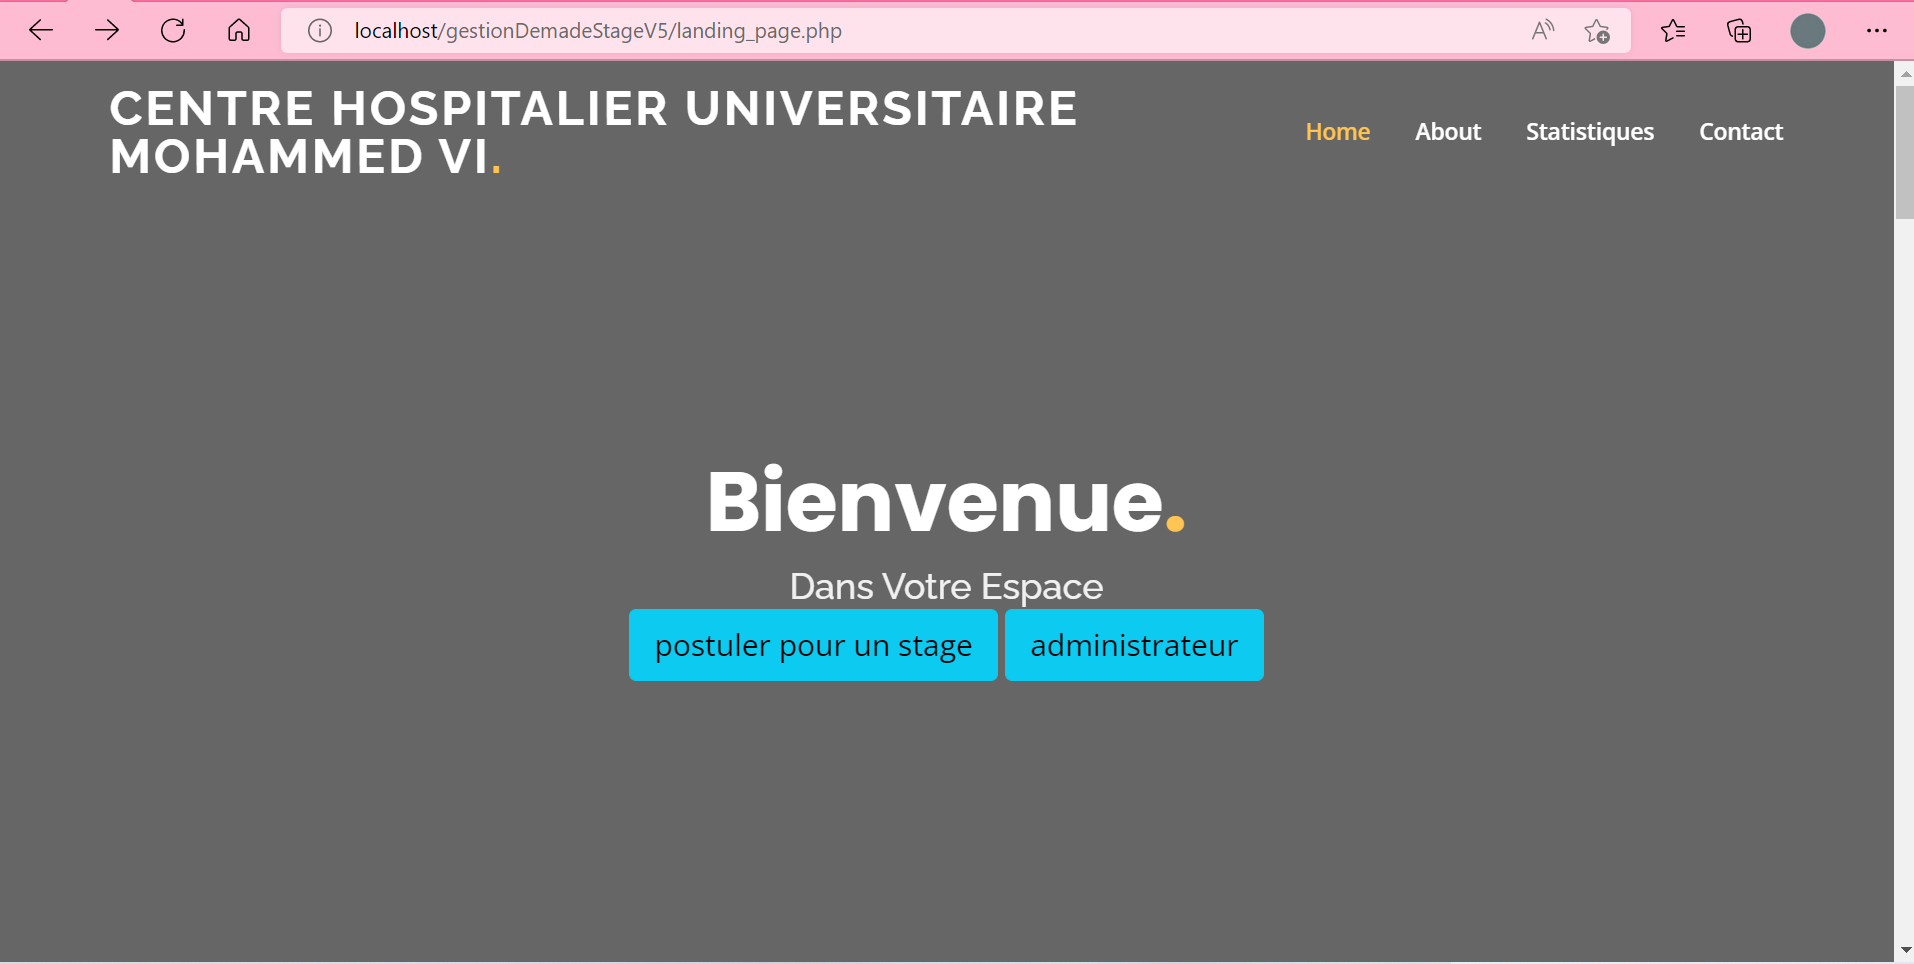 localhost/gestionDemadeStageV5/landing_page.php
CENTRE HOSPITALIER UNIVERSITAIRE
MOHAMMED VI.
Home About Statistiques Contact
Bienvenue.
Dans Votre Espace
postuler pour un stage administrateur